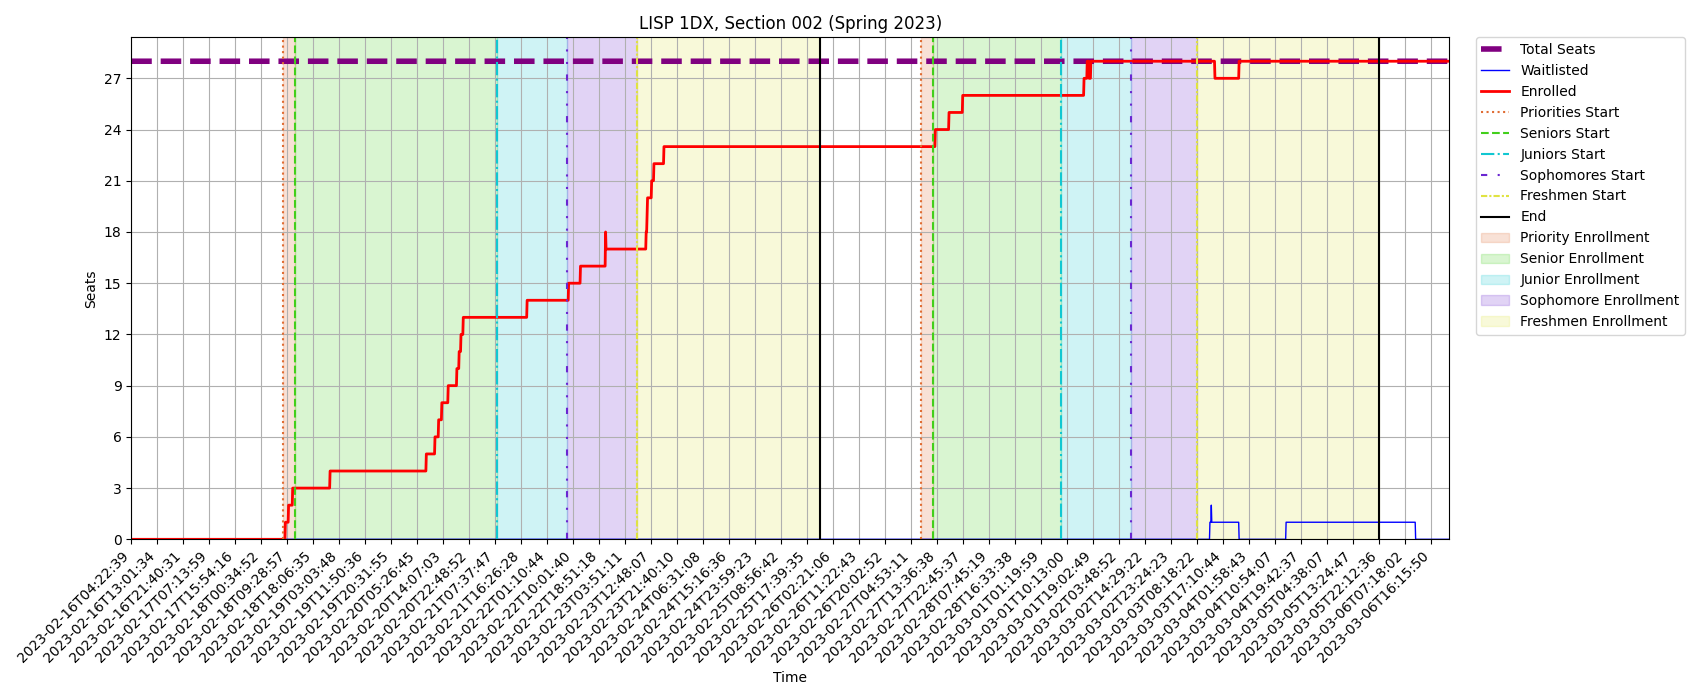 LISP 1DX, Section 002 (Spring 2023)
Total Seats
Waitlisted
Enrolled
Priorities Start
Seniors Start
Juniors Start
Sophomores Start
Freshmen Start
End
Priority Enrollment
Senior Enrollment
Junior Enrollment
Sophomore Enrollment
Freshmen Enrollment
Seats
27
24
21
18
15
12
9
6
3
0
2023-02-16T04:22:39
2023-02-16T13:01:34
2023-02-16T21:40:31
2023-02-17T07:13:59
2023-02-17T15:54:16
2023-02-18T00:34:52
2023-02-18T09:28:57
2023-02-18T18:06:35
2023-02-19T03:03:48
2023-02-19T11:50:36
2023-02-19T20:31:55
2023-02-20T05:26:45
2023-02-20T14:07:03
2023-02-20T22:48:52
2023-02-21T07:37:47
2023-02-21T16:26:28
2023-02-22T01:10:44
2023-02-22T10:01:40
2023-02-22T18:51:18
2023-02-23T03:51:11
2023-02-23T12:48:07
2023-02-23T21:40:10
2023-02-24T06:31:08
2023-02-24T15:16:36
2023-02-24T23:59:23
2023-02-25T08:56:42
2023-02-25T17:39:35
2023-02-26T02:21:06
2023-02-26T11:22:43
2023-02-26T20:02:52
2023-02-27T04:53:11
2023-02-27T13:36:38
2023-02-27T22:45:37
2023-02-28T07:45:19
2023-02-28T16:33:38
2023-03-01T01:19:59
2023-03-01T10:13:00
2023-03-01T19:02:49
2023-03-02T03:48:52
2023-03-02T14:29:22
2023-03-02T23:24:23
2023-03-03T08:18:22
2023-03-03T17:10:44
2023-03-04T01:58:43
2023-03-04T10:54:07
2023-03-04T19:42:37
2023-03-05T04:38:07
2023-03-05T13:24:47
2023-03-05T22:12:36
2023-03-06T07:18:02
2023-03-06T16:15:50
Time